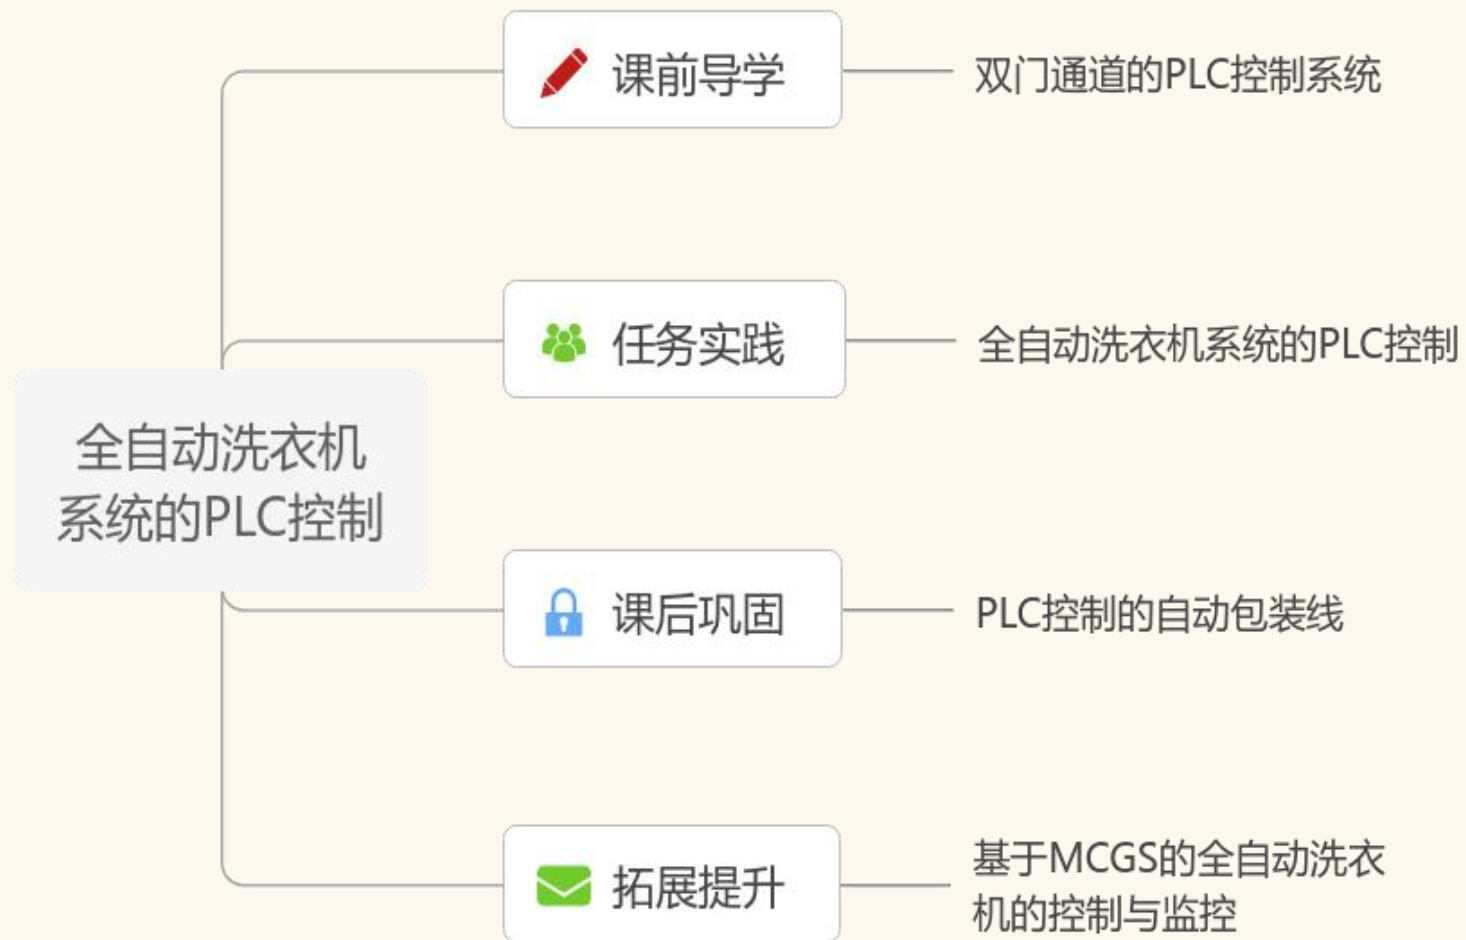 课前导学
双门通道的PLC控制系统
任务实践
全自动洗衣机系统的PLC控制
全自动洗衣机
系统的PLC控制
课后巩固
PLC控制的自动包装线
拓展提升
基于MCGS的全自动洗衣
机的控制与监控